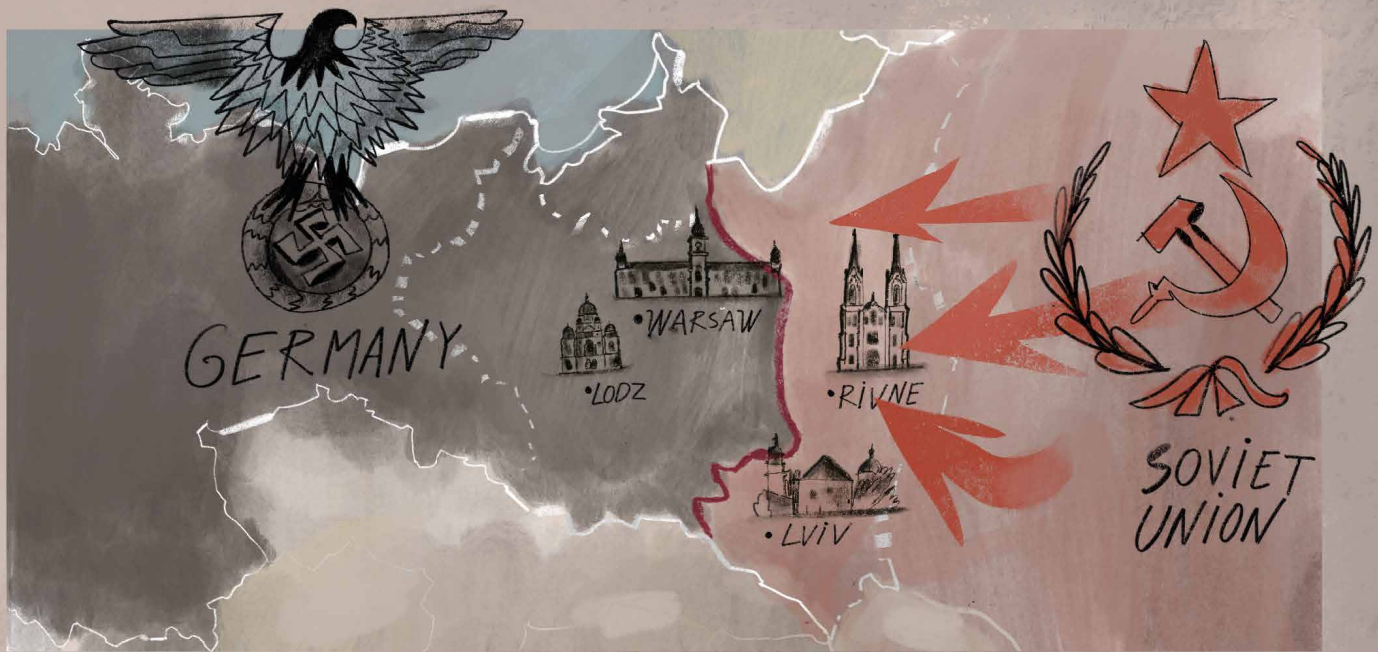 WARSAW
GERMANY
LODZ
RIVNE
SOVIET
UNION
LVIV